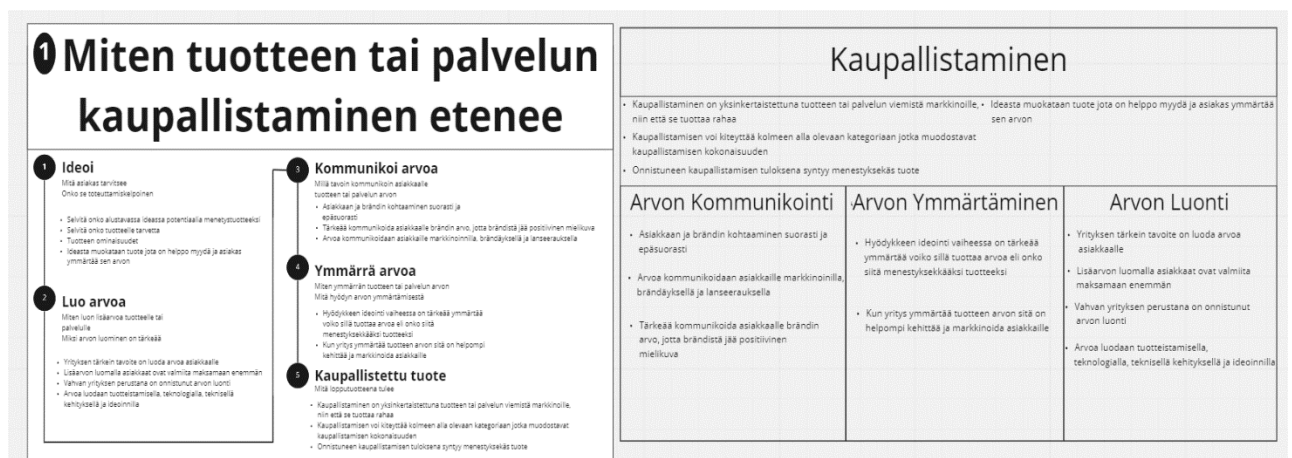 1 Miten tuotteen tai palvelun
kaupallistaminen etenee
1 Ideoi
Mitä asiakas tarvitsee
Onko se toteuttamiskelpoinen
• Selvitä onko alustavassa ideassa potentiaalia menetystuotteeksi
• Selvitä onko tuotteelle tarvetta
• Tuotteen ominaisuudet
• Ideasta muokataan tuote jota on helppo myydä ja asiakas
ymmärtää sen arvon
2 Luo arvoa
Miten luon lisäarvoa tuotteelle tai
palvelulle
Miksi arvon luominen on tärkeää
• Yrityksen tärkein tavoite on luoda arvoa asiakkaalle
• Lisäarvon luomalla asiakkaat ovat valmiita maksamaan enemmän
• Vahvan yrityksen perustana on onnistunut arvon luonti
• Arvoa luodaan tuotteistamisella, teknologialla, teknisellä
kehityksellä ja ideoinnilla
3 Kommunikoi arvoa
Millä tavoin kommunikoin asiakkaalle
tuotteen tai palvelun arvon
• Asiakkaan ja brändin kohtaaminen suorasti ja
epäsuorasti
• Tärkeää kommunikoida asiakkaalle brändin arvo, jotta brändistä jää positiivinen mielikuva
• Arvoa kommunikoidaan asiakkaille markkinoinnilla, brändäyksellä ja lanseerauksella
4 Ymmärrä arvoa
Miten ymmärrän tuotteen tai palvelun arvon
Mitä hyödyn arvon ymmärtämisestä
• Hyödykkeen ideointi vaiheessa on tärkeää ymmärtää
voiko sillä tuottaa arvoa eli onko siitä
menestyksekkääksi tuotteeksi
• Kun yritys ymmärtää tuotteen arvon sitä on helpompi
kehittää ja markkinoida asiakkaille
5 Kaupallistettu tuote
Mitä lopputuotteena tulee
• Kaupallistaminen on yksinkertaistettuna tuotteen tai palvelun viemistä markkinoille,
niin että se tuottaa rahaa
• Kaupallistamisen voi kiteyttää kolmeen alla olevaan kategoriaan jotka muodostavat
kaupallistamisen kokonaisuuden
• Onnistuneen kaupallistamisen tuloksena syntyy menestyksekäs tuote
Kaupallistaminen
• Kaupallistaminen on yksinkertaistettuna tuotteen tai palvelun viemistä markkinoille,
niin että se tuottaa rahaa
• Kaupallistamisen voi kiteyttää kolmeen alla olevaan kategoriaan jotka muodostavat
kaupallistamisen kokonaisuuden
• Onnistuneen kaupallistamisen tuloksena syntyy menestyksekäs tuote
• Ideasta muokataan tuote jota on helppo myydä ja asiakas ymmärtää
sen arvon
Arvon Kommunikointi
• Asiakkaan ja brändin kohtaaminen suorasti ja
epäsuorasti
• Arvoa kommunikoidaan asiakkaille markkinoinilla,
brändäyksellä ja lanseerauksella
• Tärkeää kommunikoida asiakkaalle brändin
arvo, jotta brändistä jää positiivinen
mielikuva
Arvon Ymmärtäminen
• Hyödykkeen ideointi vaiheessa on tärkeää
ymmärtää voiko sillä tuottaa arvoa eli onko
siitä menestyksekkääksi tuotteeksi
• Kun yritys ymmärtää tuotteen arvon sitä on
helpompi kehittää ja markkinoida asiakkaille
Arvon Luonti
• Yrityksen tärkein tavoite on luoda arvoa
asiakkaalle
• Lisäarvon luomalla asiakkaat ovat valmiita
maksamaan enemmän
• Vahvan yrityksen perustana on onnistunut
arvon luonti
• Arvoa luodaan tuotteistamisella,
teknologialla, teknisellä kehityksellä ja ideoinnilla